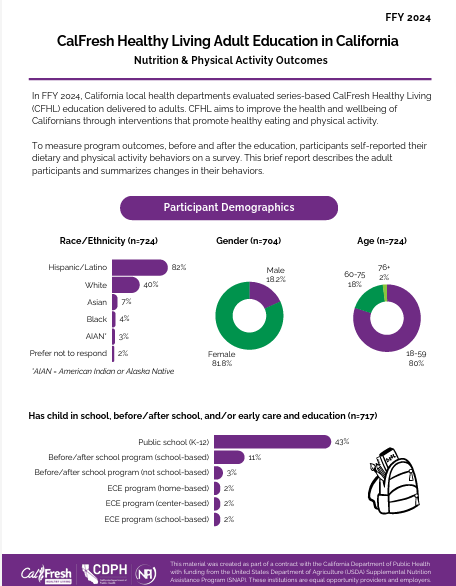 FFY 2024
CalFresh Healthy Living Adult Education in California
Nutrition & Physical Activity Outcomes
In FFY 2024, California local health departments evaluated series-based CalFresh Healthy Living
(CFHL) education delivered to adults. CFHL aims to improve the health and wellbeing of
Californians through interventions that promote healthy eating and physical activity.
To measure program outcomes, before and after the education, participants self-reported their
dietary and physical activity behaviors on a survey. This brief report describes the adult
participants and summarizes changes in their behaviors.
Participant Demographics
Race/Ethnicity (n=724)
Hispanic/Latino 82%
White 40%
Asian 7%
Black 4%
AIAN* 3%
Prefer not to respond 2%
*AIAN = American Indian or Alaska Native
Gender (n=704)
Male
18.2%
Female
81.8%
Age (n=724)
76+
2%
60-75
18%
18-59
80%
Has child in school, before/after school, and/or early care and education (n=717)
Public school (K-12) 43%
Before/after school program (school-based) 11%
Before/after school program (not school-based) 3%
ECE program (home-based) 2%
ECE program (center-based) 2%
ECE program (school-based) 2%
CalFresh
CDPH
This material was created as part of a contract with the California Department of Public Health
with funding from the United States Department of Agriculture (USDA) Supplemental Nutrition
Assistance Program (SNAP). These institutions are equal opportunity providers and employers.